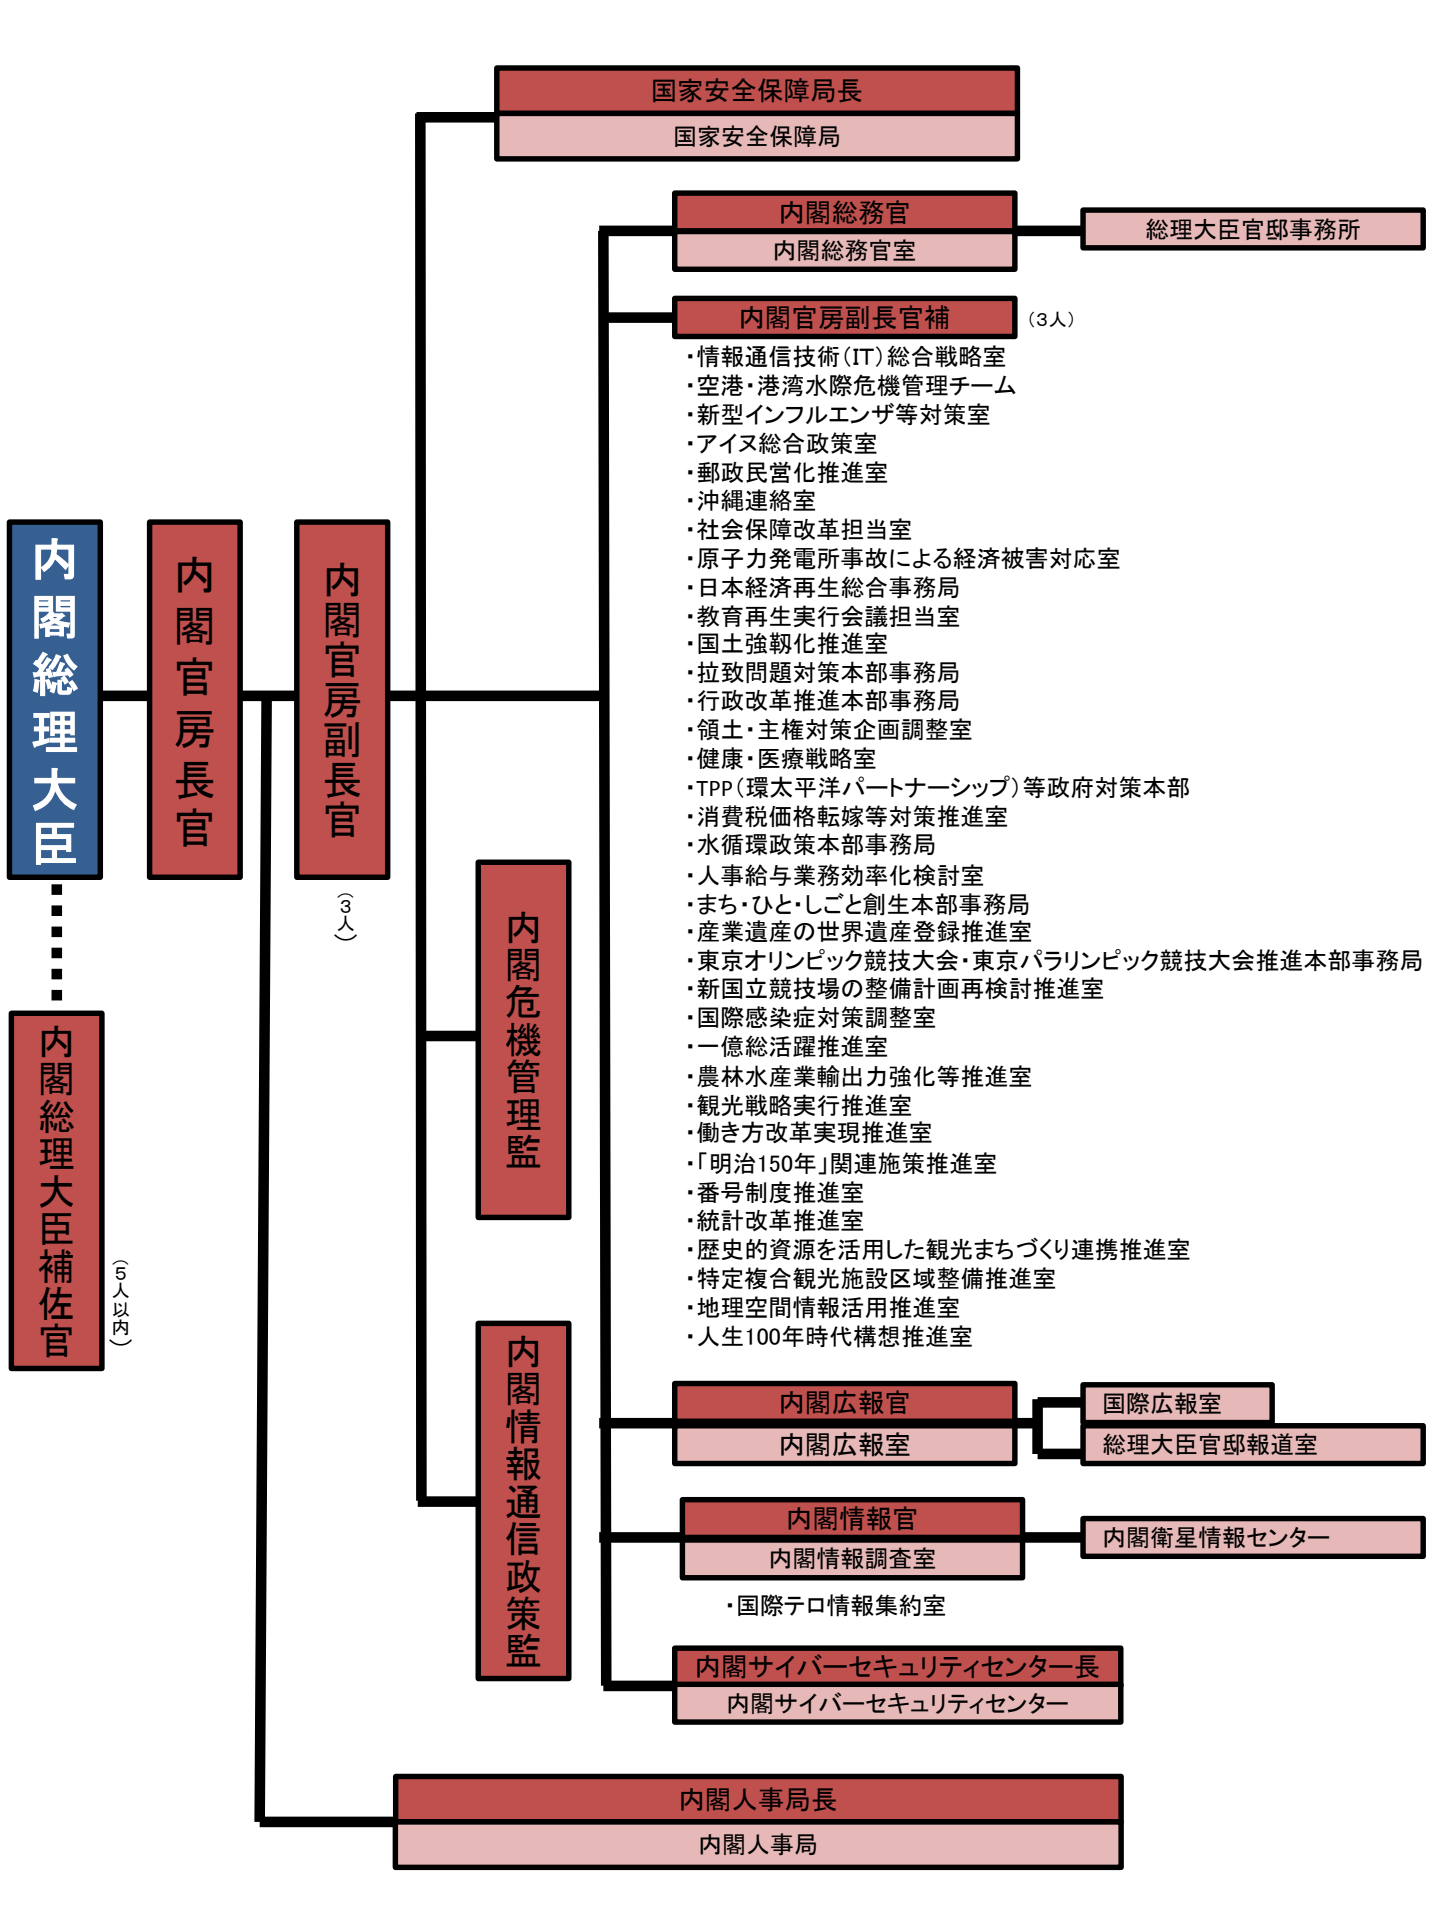 国家安全保障局長
国家安全保障局
内閣総務官
内閣総務官室
総理大臣官邸事務所
内閣官房副長官補
（3人）
・情報通信技術（IT）総合戦略室
・空港・港湾水際危機管理チーム
・新型インフルエンザ等対策室
・アイヌ総合政策室
・郵政民営化推進室
・沖縄連絡室
・社会保障改革担当室
・原子力発電所事故による経済被害対応室
・日本経済再生総合事務局
・教育再生実行会議担当室
・国土強靱化推進室
・拉致問題対策本部事務局
・行政改革推進本部事務局
・領土・主権対策企画調整室
・健康・医療戦略室
・TPP（環太平洋パートナーシップ）等政府対策本部
・消費税価格転嫁等対策推進室
・水循環政策本部事務局
・人事給与業務効率化検討室
・まち・ひと・しごと創生本部事務局
・産業遺産の世界遺産登録推進室
・東京オリンピック競技大会・東京パラリンピック競技大会推進本部事務局
・新国立競技場の整備計画再検討推進室
・国際感染症対策調整室
・一億総活躍推進室
・農林水産業輸出力強化等推進室
・観光戦略実行推進室
・働き方改革実現推進室
・「明治150年」関連施策推進室
・番号制度推進室
・統計改革推進室
・歴史的資源を活用した観光まちづくり連携推進室
・特定複合観光施設区域整備推進室
・地理空間情報活用推進室
・人生100年時代構想推進室
内閣総理大臣
内閣官房長官
内閣官房副長官
（3人）
内閣総理大臣補佐官
（5人以内）
内閣危機管理監
内閣情報通信政策監
内閣広報官
内閣広報室
国際広報室
総理大臣官邸報道室
内閣情報官
内閣情報調査室
内閣衛星情報センター
・国際テロ情報集約室
内閣サイバーセキュリティセンター長
内閣サイバーセキュリティセンター
内閣人事局長
内閣人事局